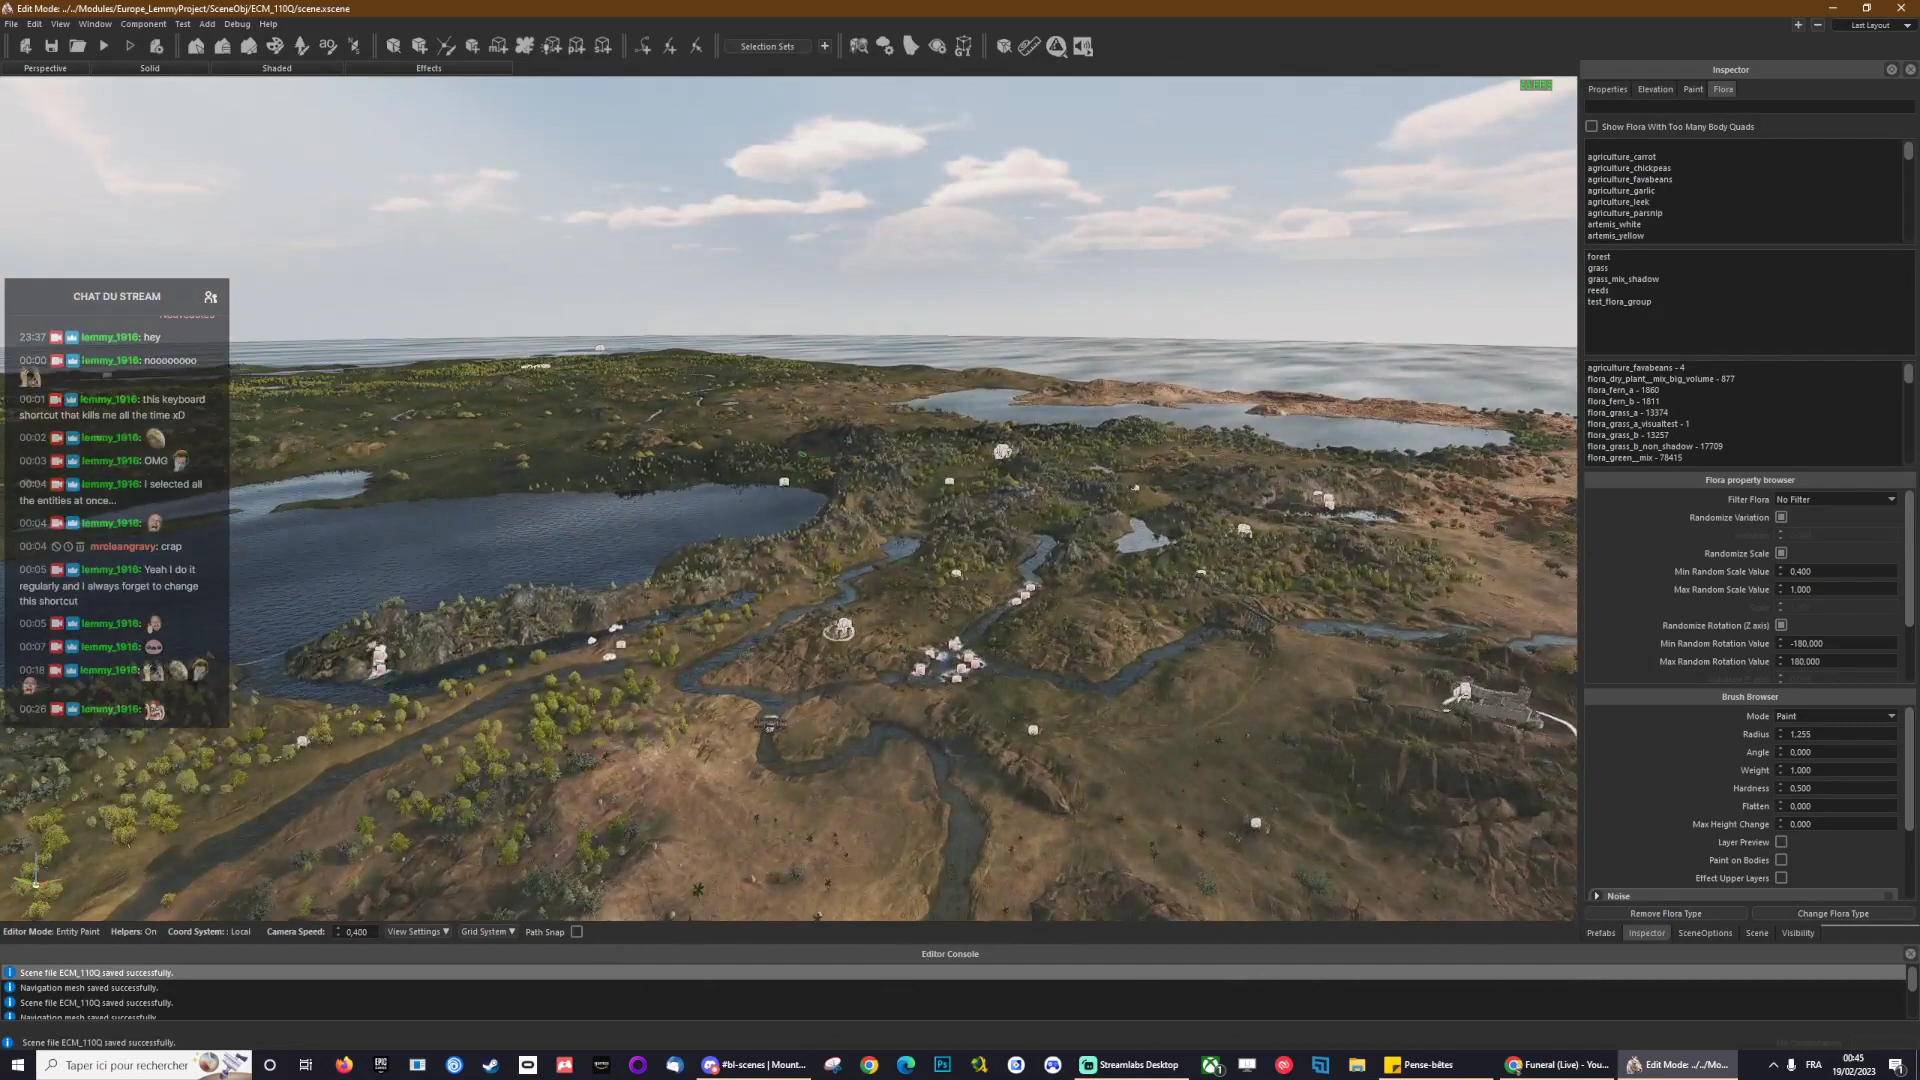 Edit Mode: ../../Modules/Europe_LemmyProject/SceneObj/ECM_110Q/scene.xscene
File Edit View Window Component Test Add Debug Help
Last Layout
Selection Sets
Perspective Solid Shaded Effects
CHAT DU STREAM
23:37 lemmy_1916: hey
00:00 lemmy_1916: noooooooo
00:01 lemmy_1916: this keyboard
shortcut that kills me all the time xD
00:02 lemmy_1916:
00:03 lemmy_1916: OMG
00:04 lemmy_1916: I selected all
the entities at once...
00:04 lemmy_1916:
00:04 mrcleangravy: crap
00:05 lemmy_1916: Yeah I do it
regularly and I always forget to change
this shortcut
00:05 lemmy_1916:
00:07 lemmy_1916:
00:18 lemmy_1916:
00:26 lemmy_1916:
Inspector
Properties Elevation Paint Flora
Show Flora With Too Many Body Quads
agriculture_carrot
agriculture_chickpeas
agriculture_favabeans
agriculture_garlic
agriculture_leek
agriculture_parsnip
artemis_white
artemis_yellow
forest
grass
grass_mix_shadow
reeds
test_flora_group
agriculture_favabeans - 4
flora_dry_plant__mix_big_volume - 877
flora_fern_a - 1860
flora_fern_b - 1811
flora_grass_a - 13374
flora_grass_a_visualtest - 1
flora_grass_b - 13257
flora_grass_b_non_shadow - 17709
flora_green__mix - 78415
Flora property browser
Filter Flora No Filter
Randomize Variation
Randomize Scale
Min Random Scale Value 0,400
Max Random Scale Value 1,000
Randomize Rotation (Z axis)
Min Random Rotation Value -180,000
Max Random Rotation Value 180,000
Brush Browser
Mode Paint
Radius 1,255
Angle 0,000
Weight 1,000
Hardness 0,500
Flatten 0,000
Max Height Change 0,000
Layer Preview
Paint on Bodies
Effect Upper Layers
Noise
Remove Flora Type Change Flora Type
Prefabs Inspector SceneOptions Scene Visibility
Editor Mode: Entity Paint Helpers: On Coord System: : Local Camera Speed: 0,400 View Settings Grid System Path Snap
Editor Console
Scene file ECM_110Q saved successfully.
Navigation mesh saved successfully.
Scene file ECM_110Q saved successfully.
Navigation mesh saved successfully.
Scene file ECM_110Q saved successfully.
Taper ici pour rechercher
#bl-scenes | Mount...
Streamlabs Desktop
Pense-bêtes
Funeral (Live) - You...
Edit Mode: ../../Mo...
FRA
00:45
19/02/2023